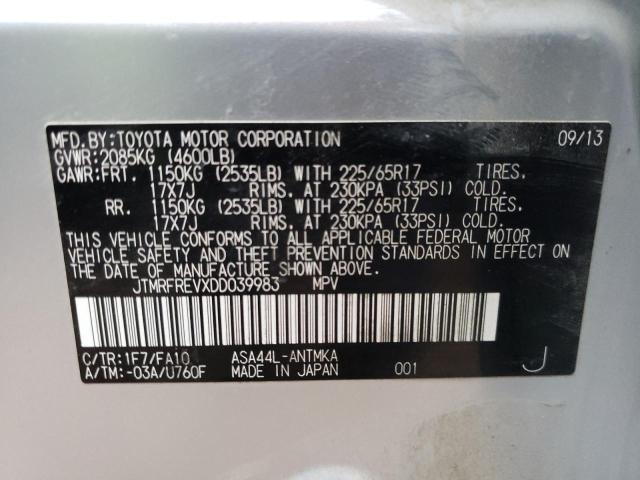 MFD.BY:TOYOTA MOTOR CORPORATION 09/13
GVWR:2085KG (4600LB)
GAWR:FRT. 1150KG (2535LB) WITH 225/65R17 TIRES.
17X7J RIMS. AT 230KPA (33PSI) COLD.
RR. 1150KG (2535LB) WITH 225/65R17 TIRES.
17X7J RIMS. AT 230KPA (33PSI) COLD.
THIS VEHICLE CONFORMS TO ALL APPLICABLE FEDERAL MOTOR
VEHICLE SAFETY AND THEFT PREVENTION STANDARDS IN EFFECT ON
THE DATE OF MANUFACTURE SHOWN ABOVE.
JTMRFREVXDD039983 MPV
C/TR:1F7/FA10 ASA44L-ANTMKA
A/TM:-03A/U760F MADE IN JAPAN 001 J